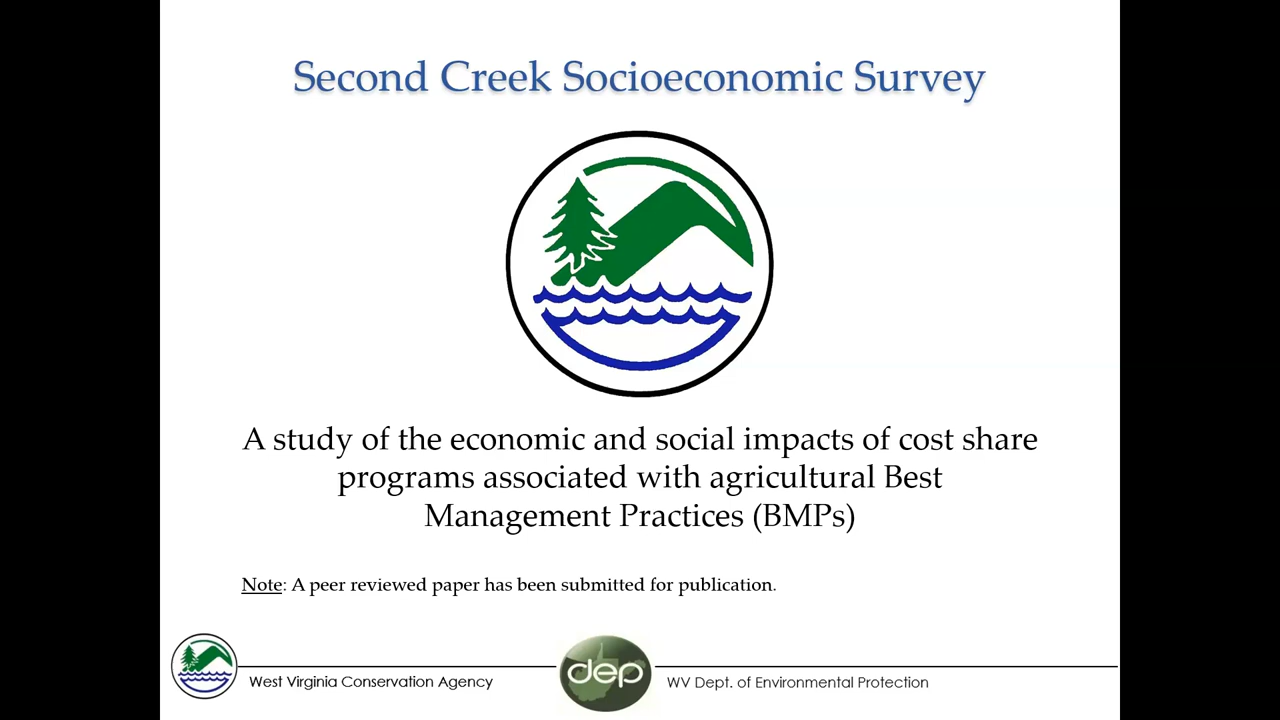 Second Creek Socioeconomic Survey
A study of the economic and social impacts of cost share
programs associated with agricultural Best
Management Practices (BMPs)
Note: A peer reviewed paper has been submitted for publication.
West Virginia Conservation Agency
dep
WV Dept. of Environmental Protection